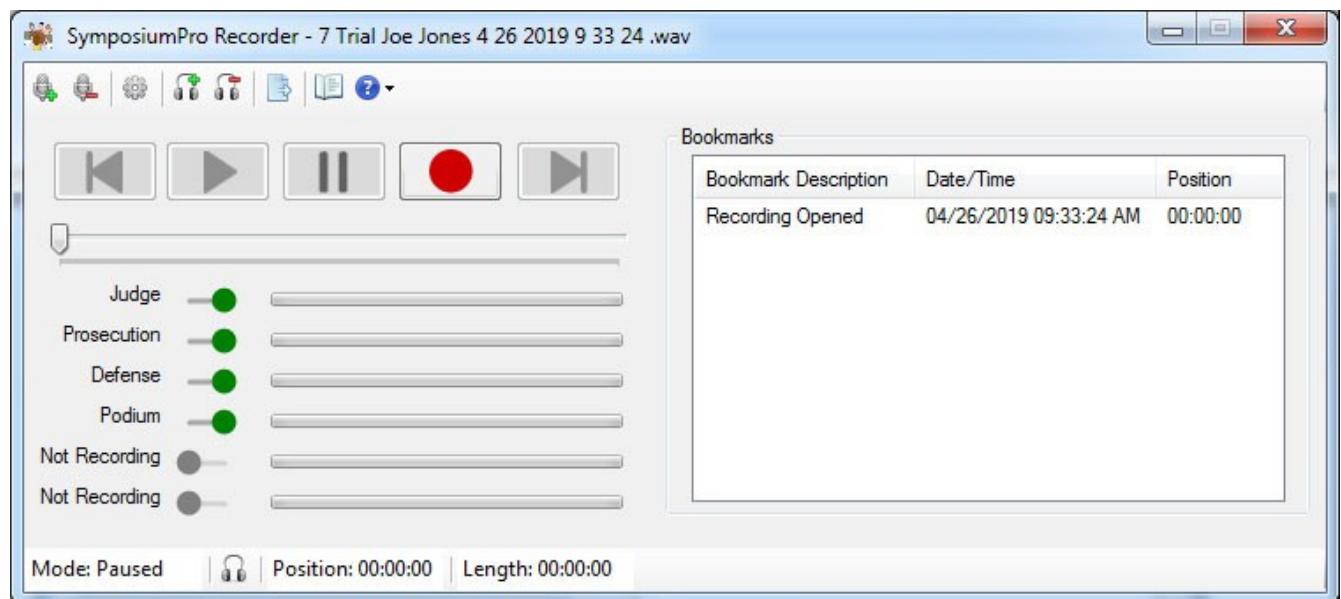 SymposiumPro Recorder - 7 Trial Joe Jones 4 26 2019 9 33 24 .wav
Bookmarks
Bookmark Description Date/Time Position
Recording Opened 04/26/2019 09:33:24 AM 00:00:00
Judge
Prosecution
Defense
Podium
Not Recording
Not Recording
Mode: Paused Position: 00:00:00 Length: 00:00:00